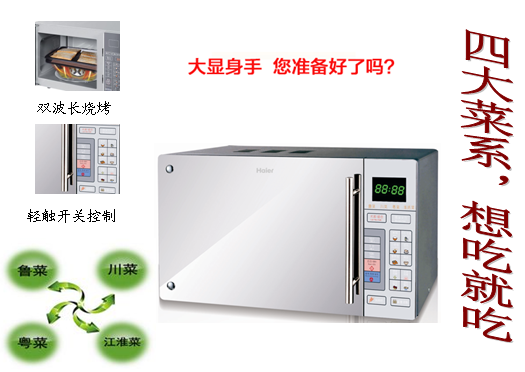 大显身手 您准备好了吗?
双波长烧烤
轻触开关控制
Haier
88:88
鲁菜
川菜
粤菜
江淮菜
四大菜系，想吃就吃